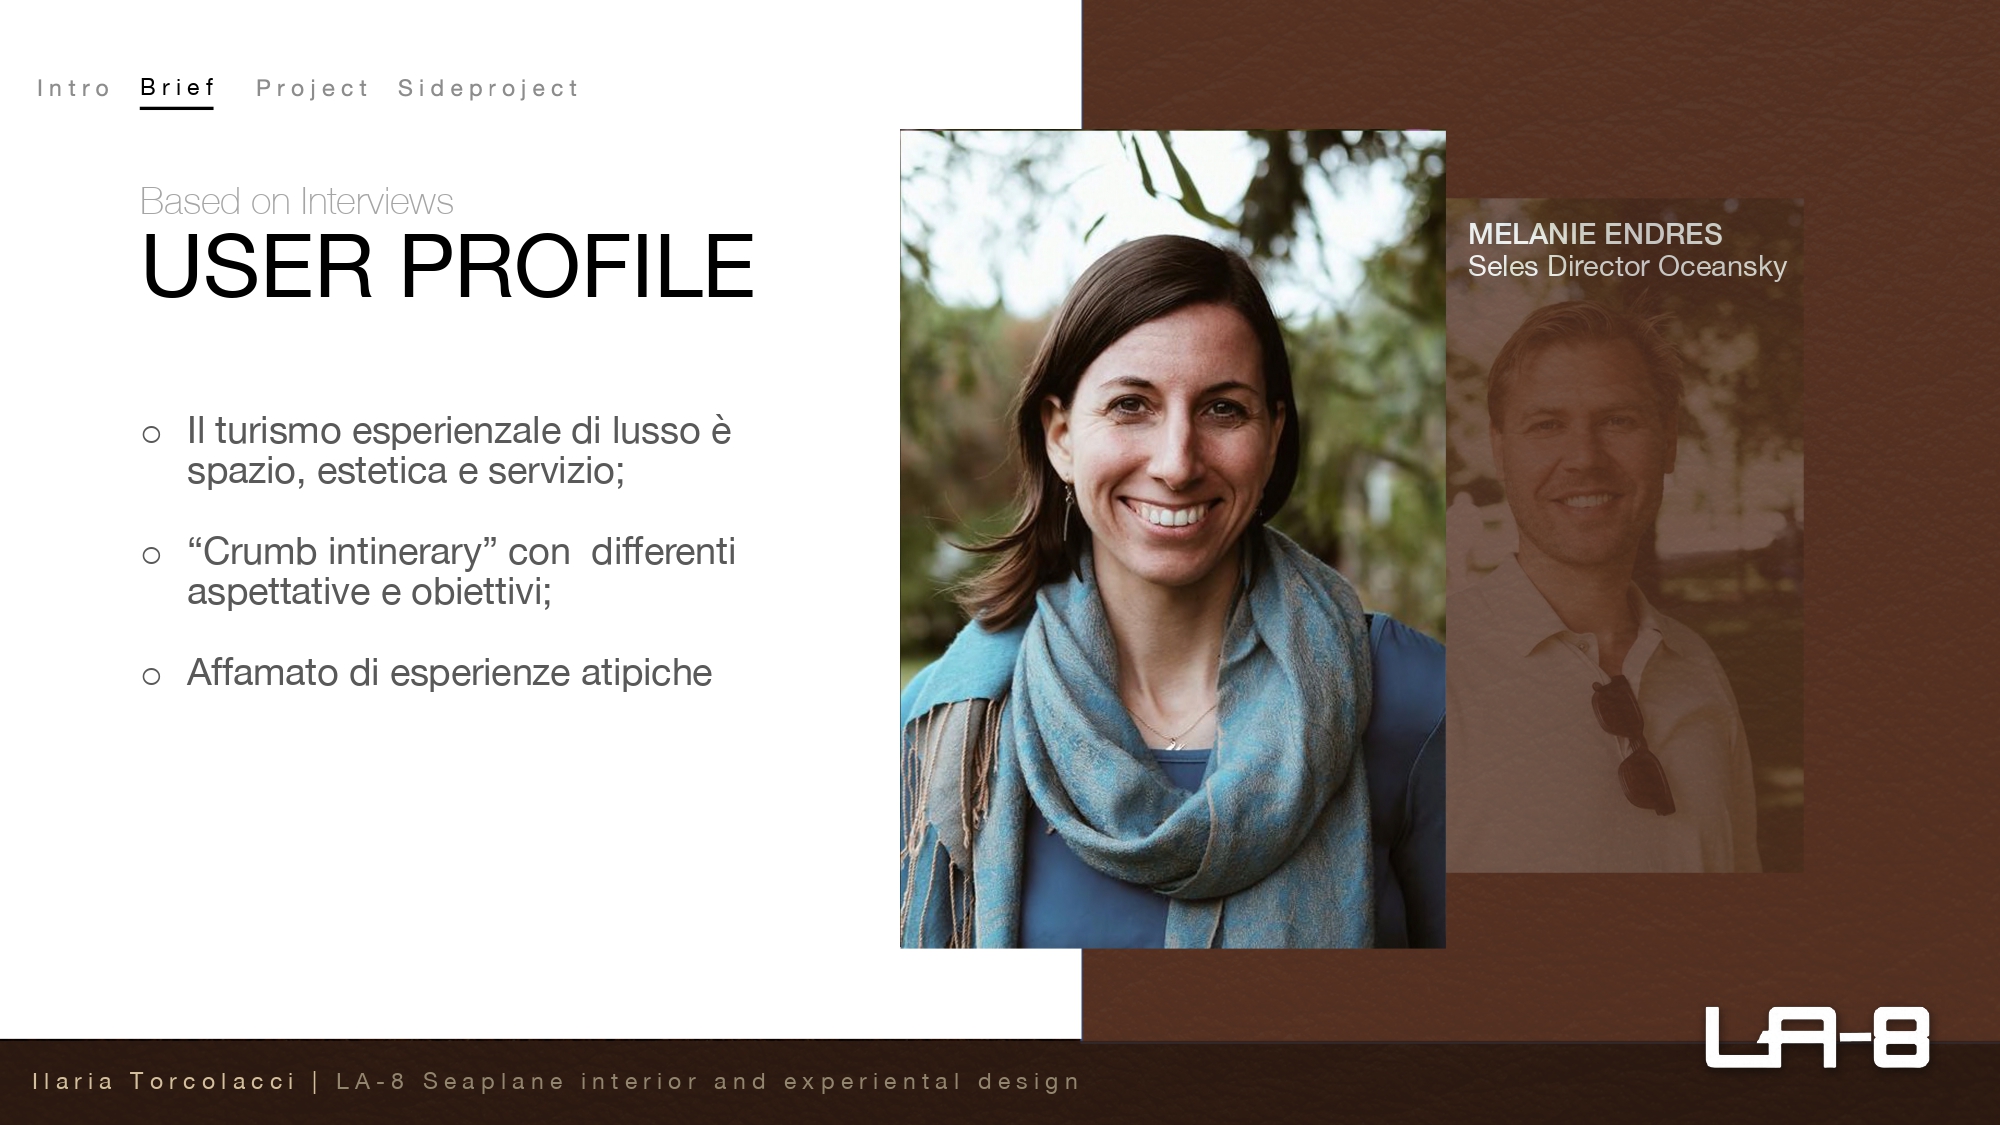 Intro Brief Project Sideproject
Based on Interviews
USER PROFILE
Il turismo esperienzale di lusso è
spazio, estetica e servizio;
“Crumb intinerary” con differenti
aspettative e obiettivi;
Affamato di esperienze atipiche
MELANIE ENDRES
Seles Director Oceansky
LA-8
Ilaria Torcolacci | LA-8 Seaplane interior and experiental design